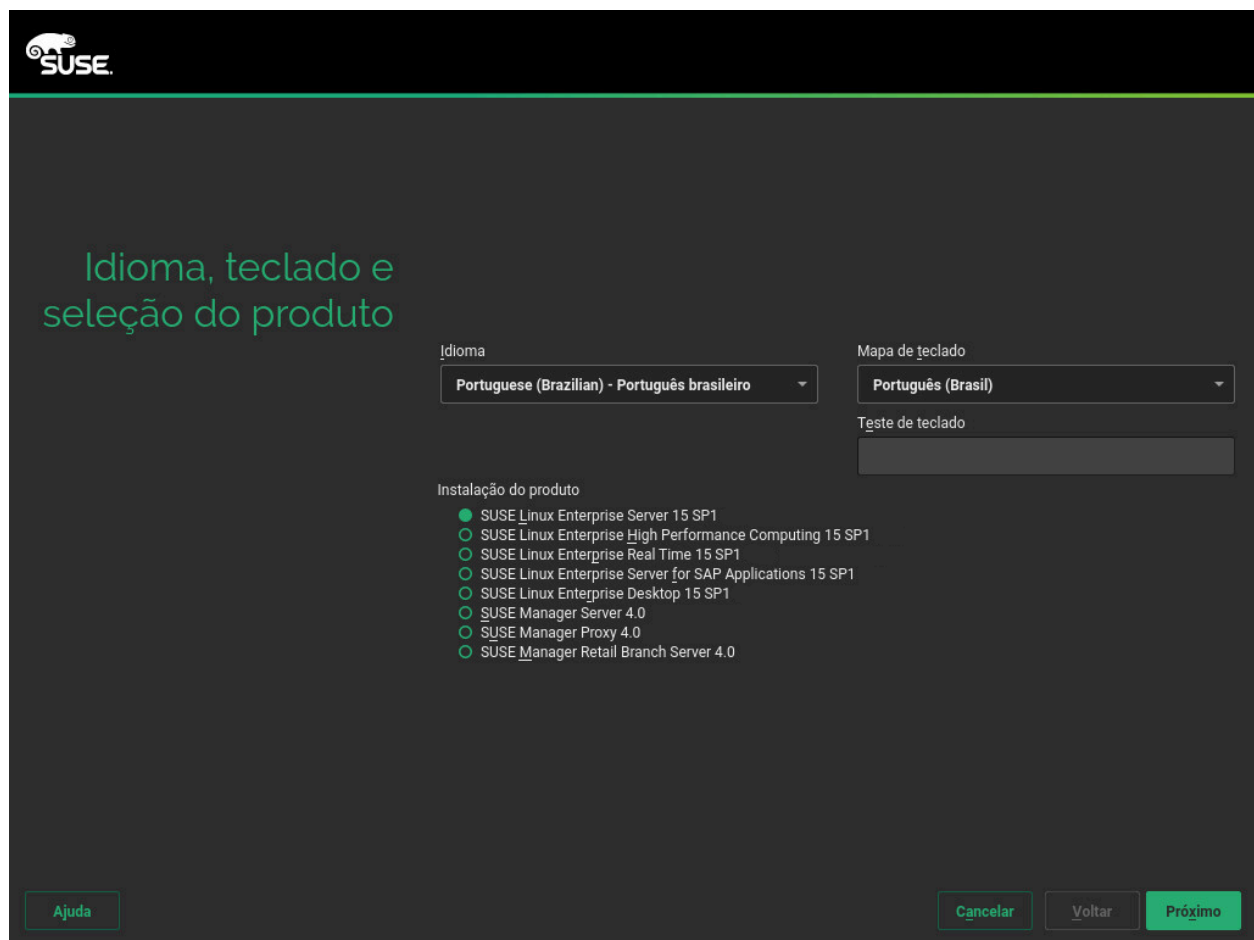 SUSE.
Idioma, teclado e
seleção do produto
Idioma
Mapa de teclado
Portuguese (Brazilian) - Português brasileiro
Português (Brasil)
Teste de teclado
Instalação do produto
SUSE Linux Enterprise Server 15 SP1
SUSE Linux Enterprise High Performance Computing 15 SP1
SUSE Linux Enterprise Real Time 15 SP1
SUSE Linux Enterprise Server for SAP Applications 15 SP1
SUSE Linux Enterprise Desktop 15 SP1
SUSE Manager Server 4.0
SUSE Manager Proxy 4.0
SUSE Manager Retail Branch Server 4.0
Ajuda
Cancelar
Voltar
Próximo